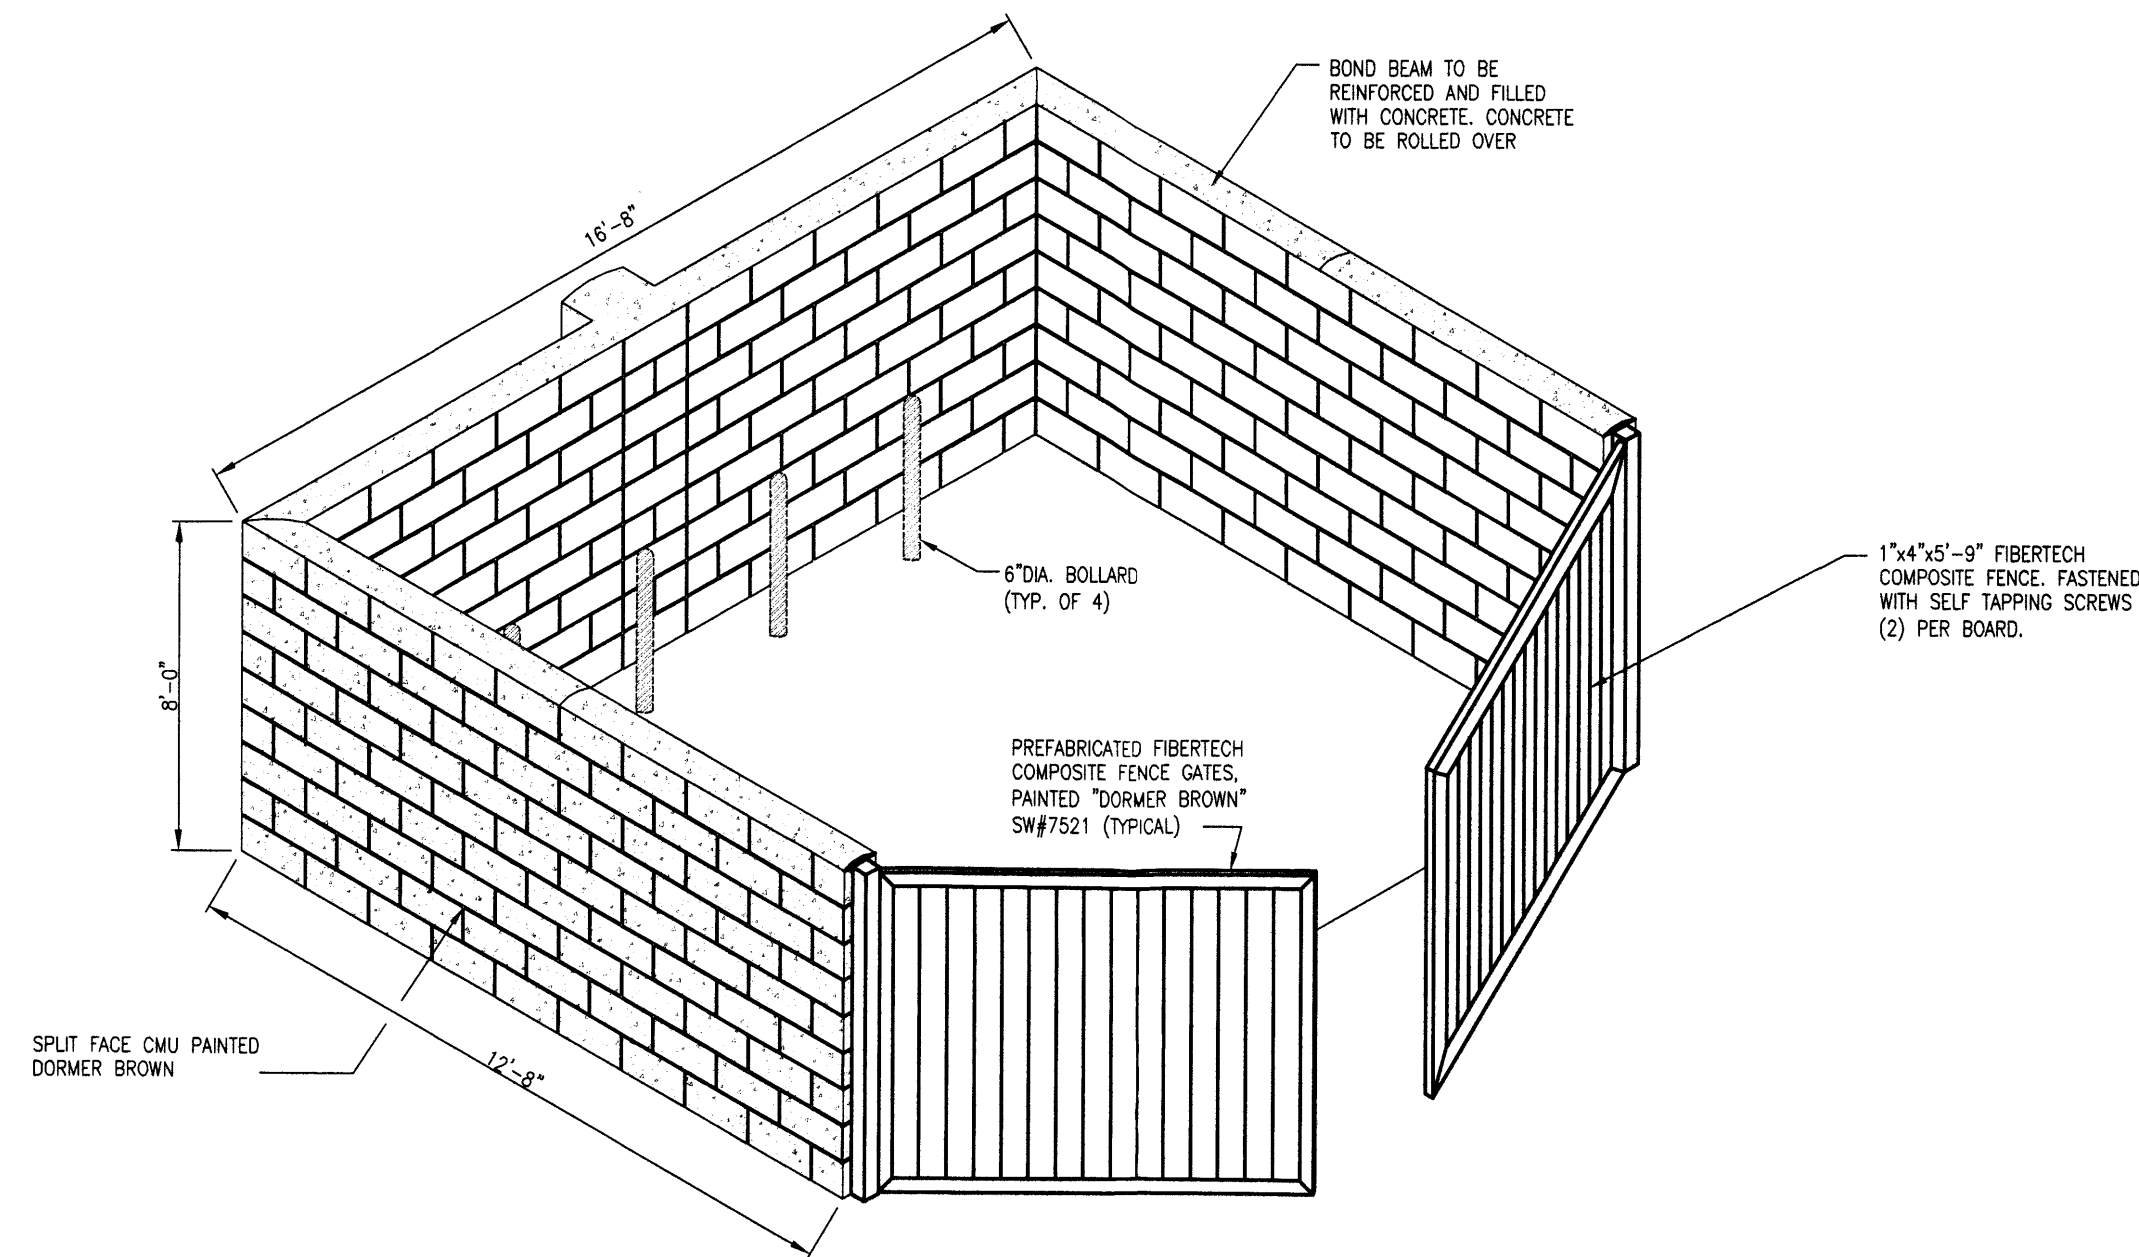 BOND BEAM TO BE
REINFORCED AND FILLED
WITH CONCRETE. CONCRETE
TO BE ROLLED OVER
16'-8"
6"DIA. BOLLARD
(TYP. OF 4)
1"x4"x5'-9" FIBERTECH
COMPOSITE FENCE. FASTENED
WITH SELF TAPPING SCREWS
(2) PER BOARD.
8'-0"
PREFABRICATED FIBERTECH
COMPOSITE FENCE GATES,
PAINTED "DORMER BROWN"
SW#7521 (TYPICAL)
SPLIT FACE CMU PAINTED
DORMER BROWN
12'-8"